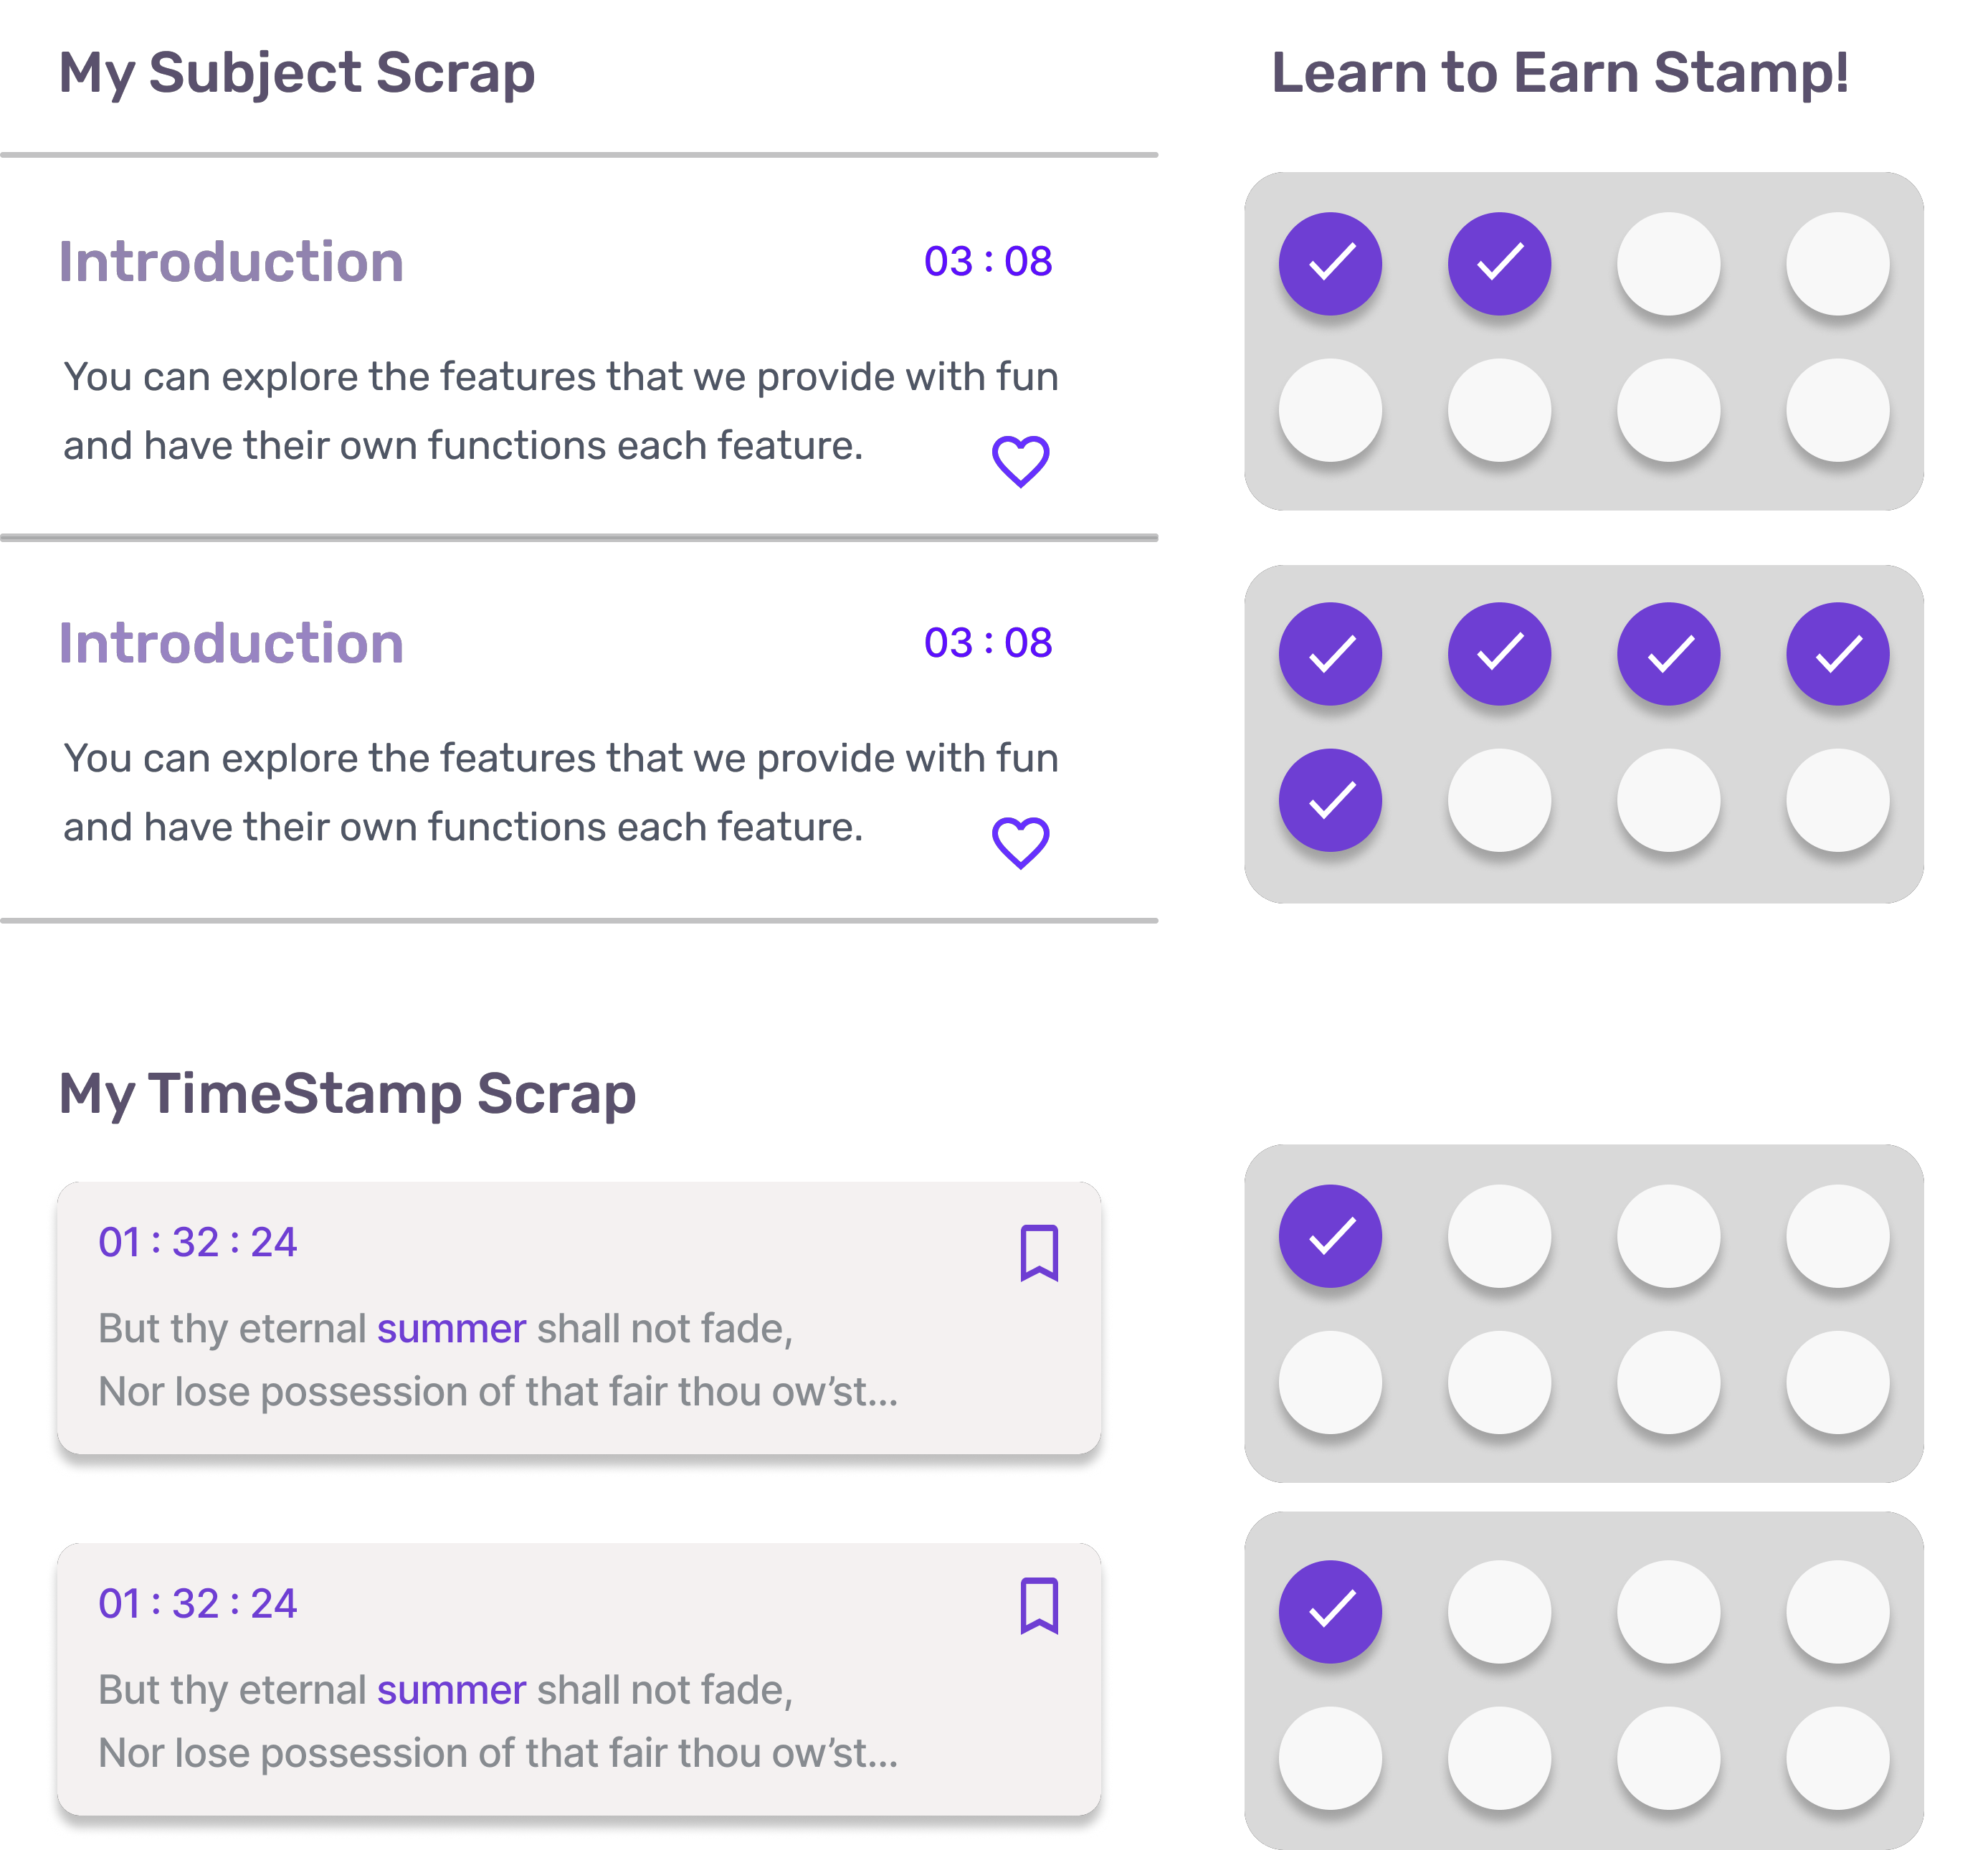 My Subject Scrap
Learn to Earn Stamp!
Introduction
03 : 08
You can explore the features that we provide with fun
and have their own functions each feature.
Introduction
03 : 08
You can explore the features that we provide with fun
and have their own functions each feature.
My TimeStamp Scrap
01 : 32 : 24
But thy eternal summer shall not fade,
Nor lose possession of that fair thou ow’st...
01 : 32 : 24
But thy eternal summer shall not fade,
Nor lose possession of that fair thou ow’st...